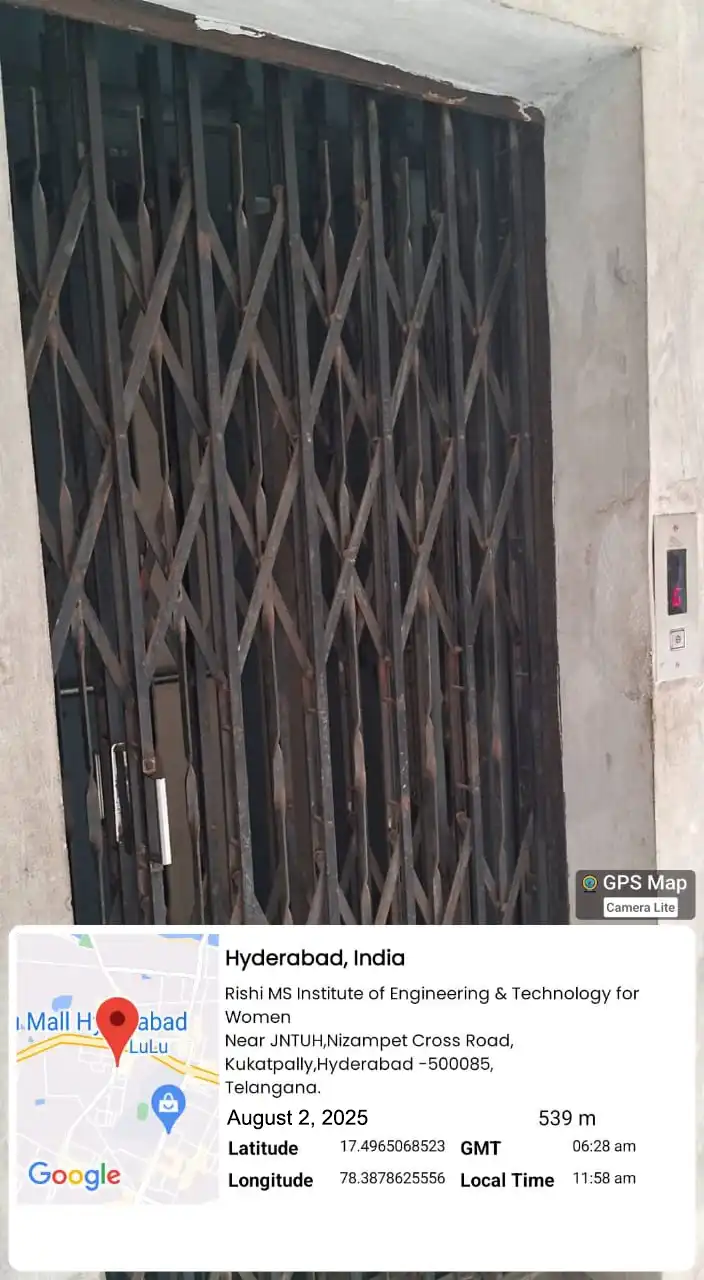 GPS Map
Camera Lite
Hyderabad, India
Rishi MS Institute of Engineering & Technology for
Women
Near JNTUH,Nizampet Cross Road,
Kukatpally,Hyderabad -500085,
Telangana.
August 2, 2025 539 m
Latitude 17.4965068523 GMT 06:28 am
Longitude 78.3878625556 Local Time 11:58 am
Mall Hy abad
LuLu
Google